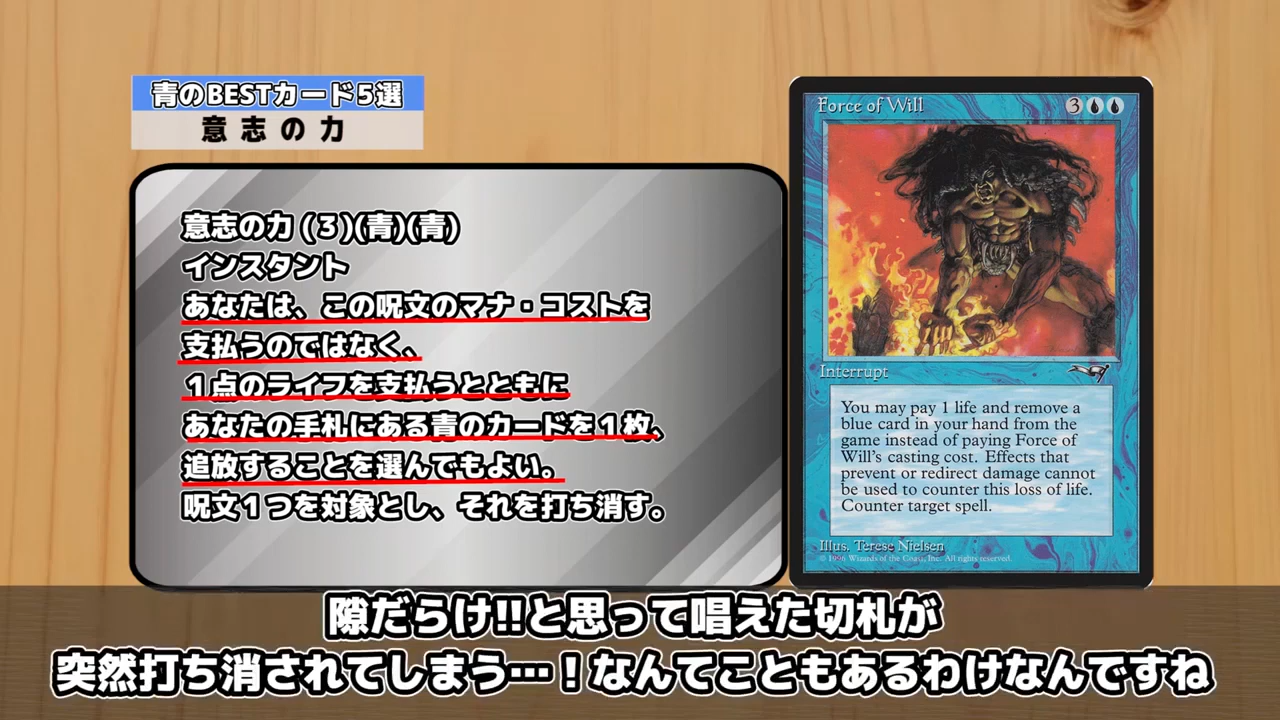 青のBESTカード5選
意志の力
意志の力 (3)(青)(青)
インスタント
あなたは、この呪文のマナ・コストを
支払うのではなく、
1点のライフを支払うとともに
あなたの手札にある青のカードを1枚、
追放することを選んでもよい。
呪文1つを対象とし、それを打ち消す。
Force of Will 3
Interrupt
You may pay 1 life and remove a
blue card in your hand from the
game instead of paying Force of
Will's casting cost. Effects that
prevent or redirect damage cannot
be used to counter this loss of life.
Counter target spell.
Illus. Terese Nielsen
© 1996 Wizards of the Coast, Inc. All rights reserved.
隙だらけ!!と思って唱えた切札が
突然打ち消されてしまう…！なんてこともあるわけなんですね